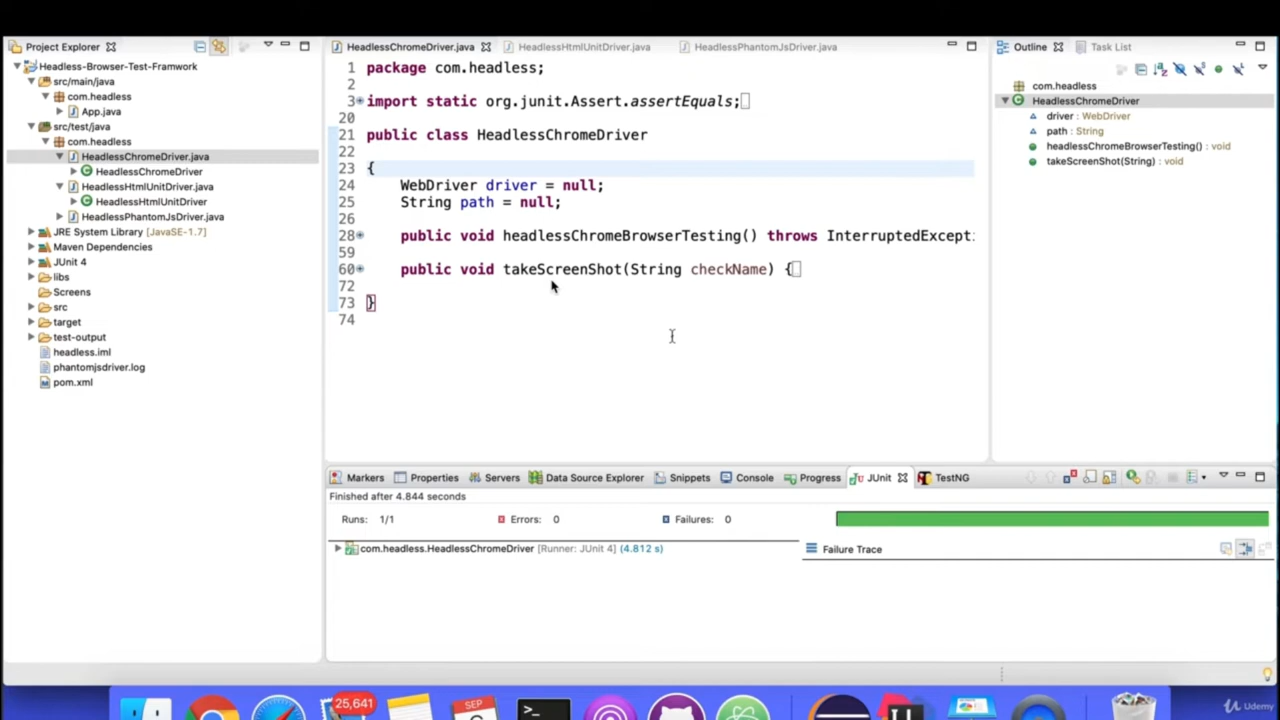 Project Explorer
Headless-Browser-Test-Framwork
src/main/java
com.headless
App.java
src/test/java
com.headless
HeadlessChromeDriver.java
HeadlessChromeDriver
HeadlessHtmlUnitDriver.java
HeadlessHtmlUnitDriver
HeadlessPhantomJsDriver.java
JRE System Library [JavaSE-1.7]
Maven Dependencies
JUnit 4
libs
Screens
src
target
test-output
headless.iml
phantomjsdriver.log
pom.xml
HeadlessChromeDriver.java HeadlessHtmlUnitDriver.java HeadlessPhantomJsDriver.java
1 package com.headless;
2
3 import static org.junit.Assert.assertEquals;
20
21 public class HeadlessChromeDriver
22
23 {
24 WebDriver driver = null;
25 String path = null;
26
28 public void headlessChromeBrowserTesting() throws InterruptedExcept:
59
60 public void takeScreenShot(String checkName) {
72
73 }
74
Outline Task List
com.headless
HeadlessChromeDriver
driver : WebDriver
path : String
headlessChromeBrowserTesting() : void
takeScreenShot(String) : void
Markers Properties Servers Data Source Explorer Snippets Console Progress JUnit TestNG
Finished after 4.844 seconds
Runs: 1/1 Errors: 0 Failures: 0
com.headless.HeadlessChromeDriver [Runner: JUnit 4] (4.812 s)
Failure Trace
25,641
SEP
Udemy